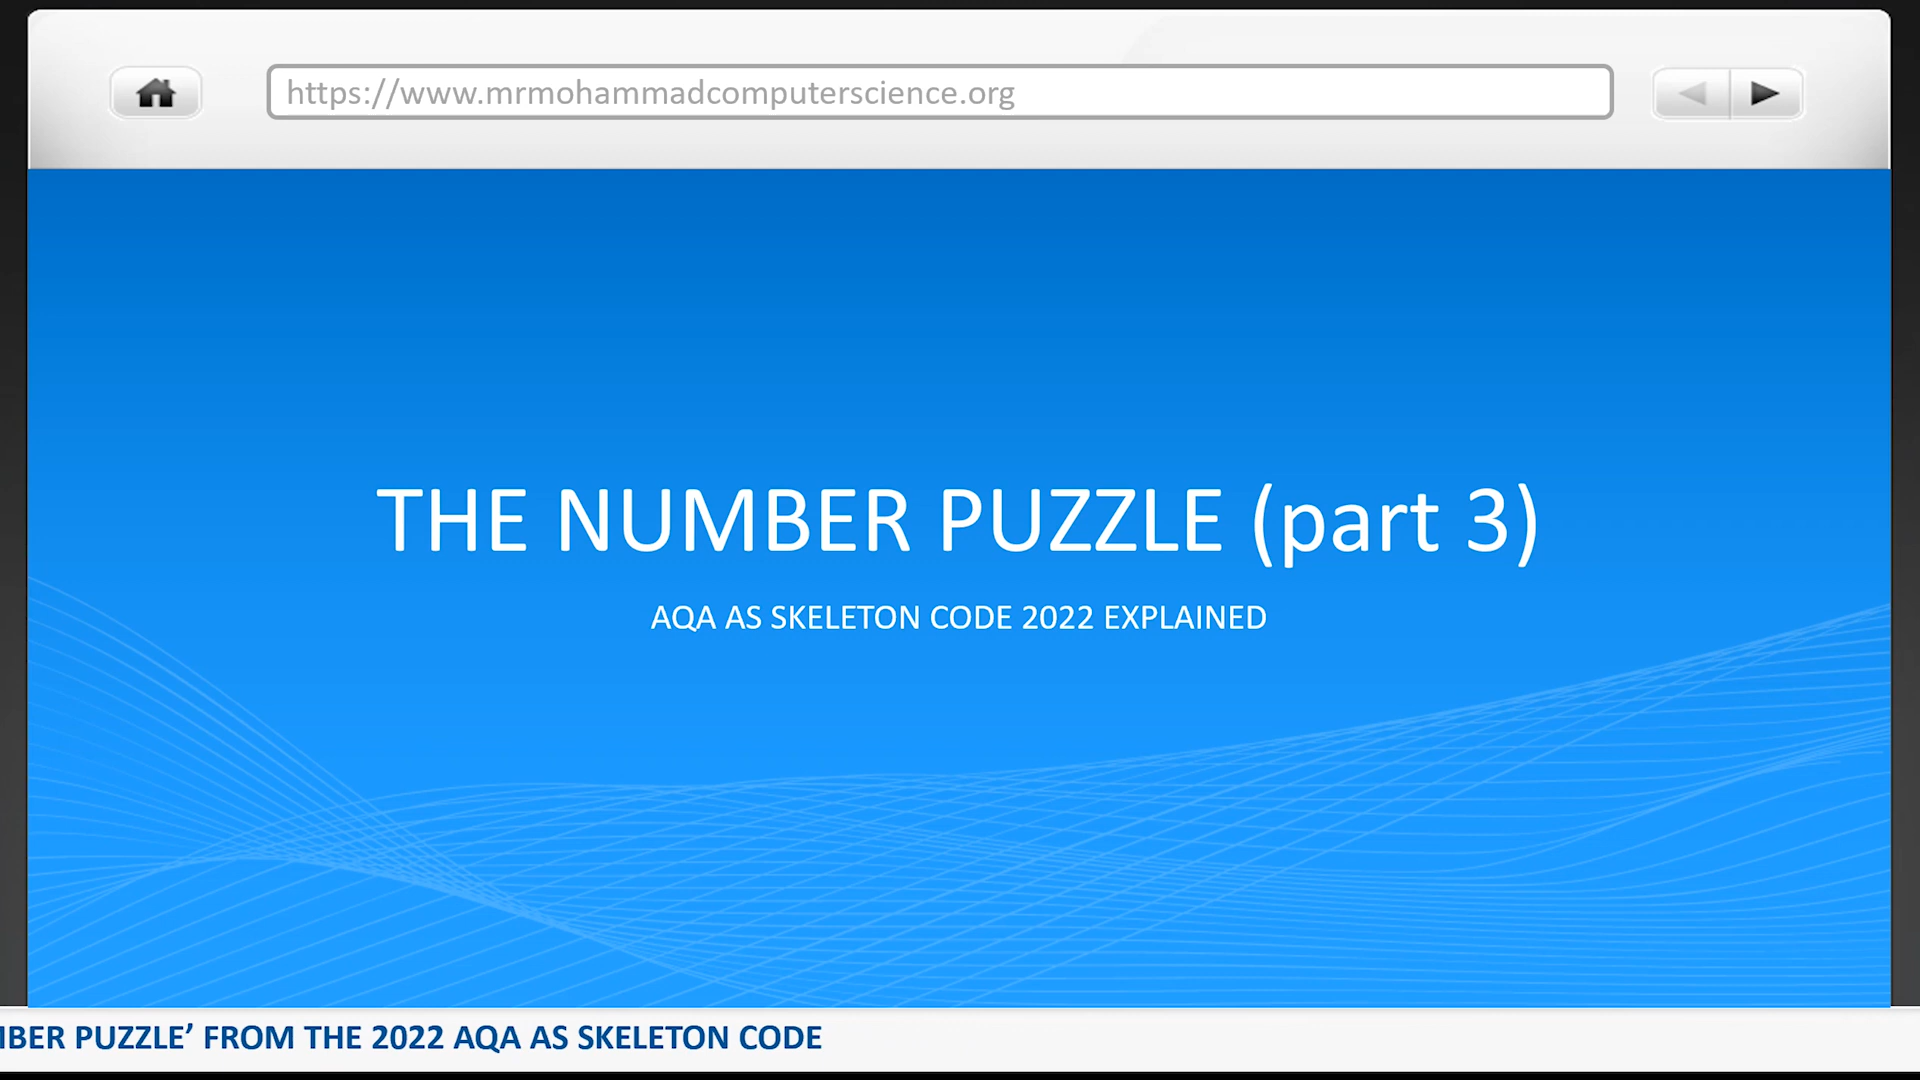 https://www.mrmohammadcomputerscience.org
THE NUMBER PUZZLE (part 3)
AQA AS SKELETON CODE 2022 EXPLAINED
BER PUZZLE’ FROM THE 2022 AQA AS SKELETON CODE